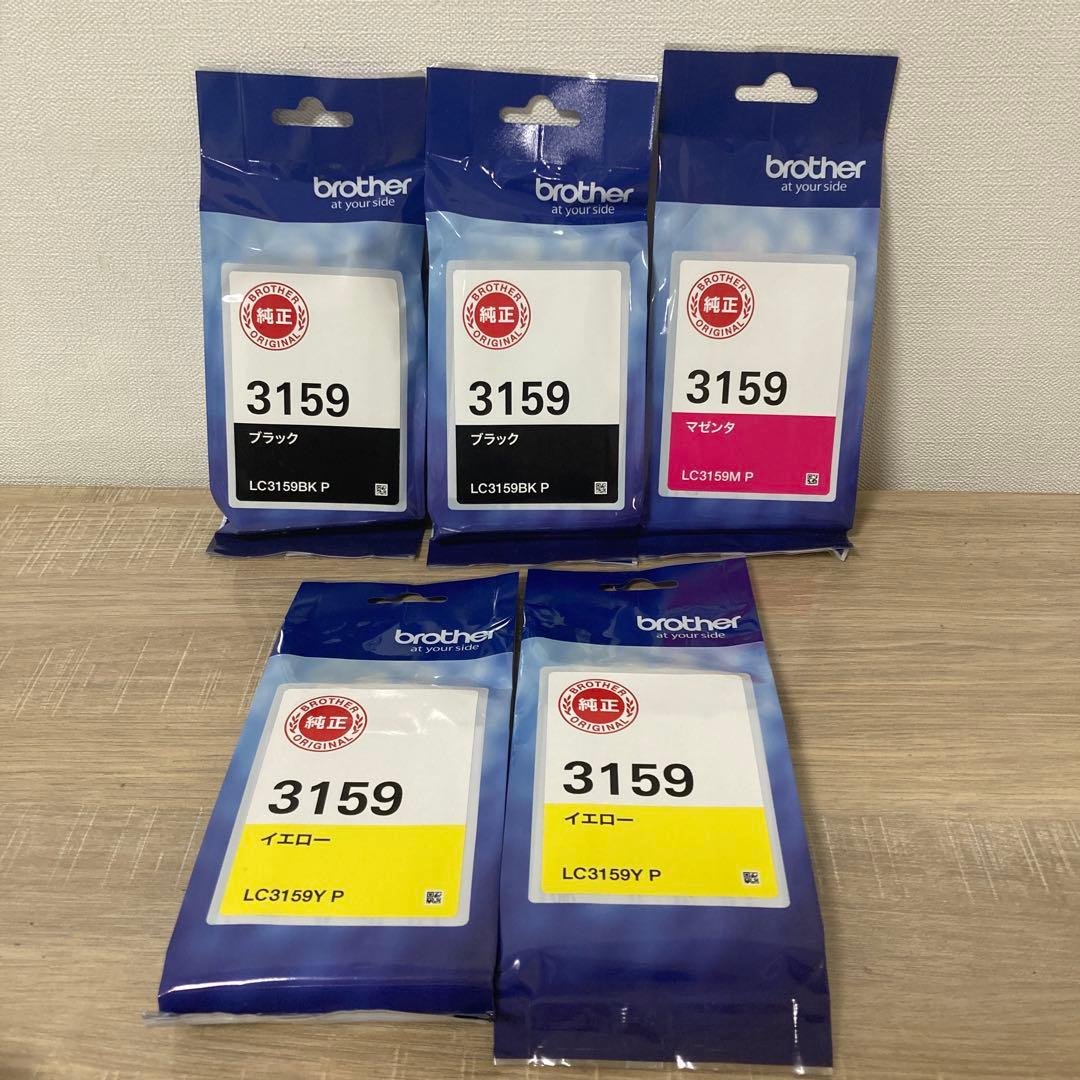 brother
at your side
BROTHER
純正
ORIGINAL
3159
ブラック
LC3159BK P
brother
at your side
BROTHER
純正
ORIGINAL
3159
ブラック
LC3159BK P
brother
at your side
BROTHER
純正
ORIGINAL
3159
マゼンタ
LC3159M P
brother
at your side
BROTHER
純正
ORIGINAL
3159
イエロー
LC3159Y P
brother
at your side
BROTHER
純正
ORIGINAL
3159
イエロー
LC3159Y P